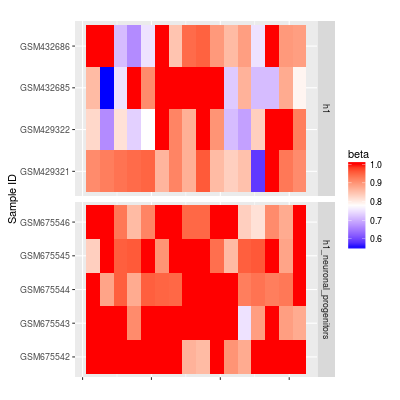 GSM432686
GSM432685
GSM429322
GSM429321
h1
GSM675546
GSM675545
GSM675544
GSM675543
GSM675542
h1_neuronal_progenitors
Sample ID
beta
1.0
0.9
0.8
0.7
0.6